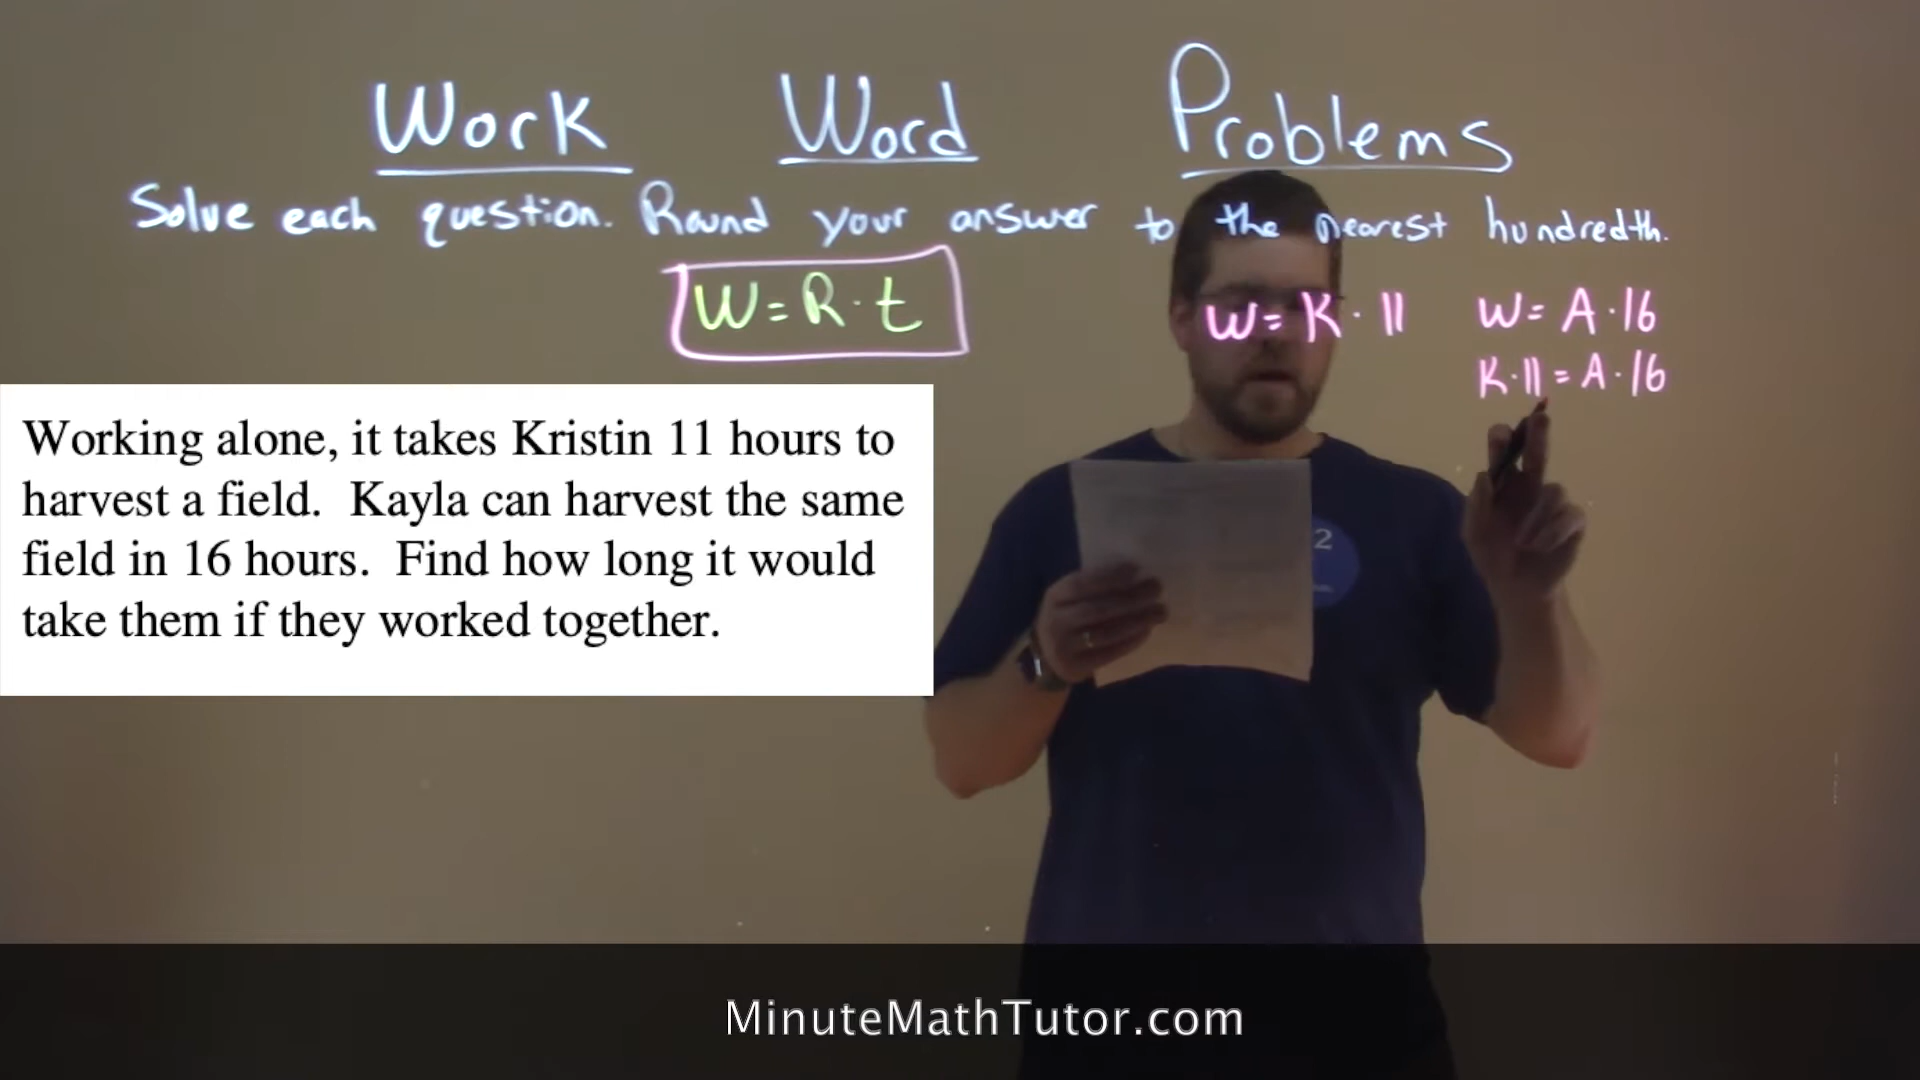 Work Word Problems
Solve each question. Round your answer to the nearest hundredth.
W = R · t
W = K · 11
W = A · 16
K · 11 = A · 16
Working alone, it takes Kristin 11 hours to
harvest a field. Kayla can harvest the same
field in 16 hours. Find how long it would
take them if they worked together.
2
MinuteMathTutor.com